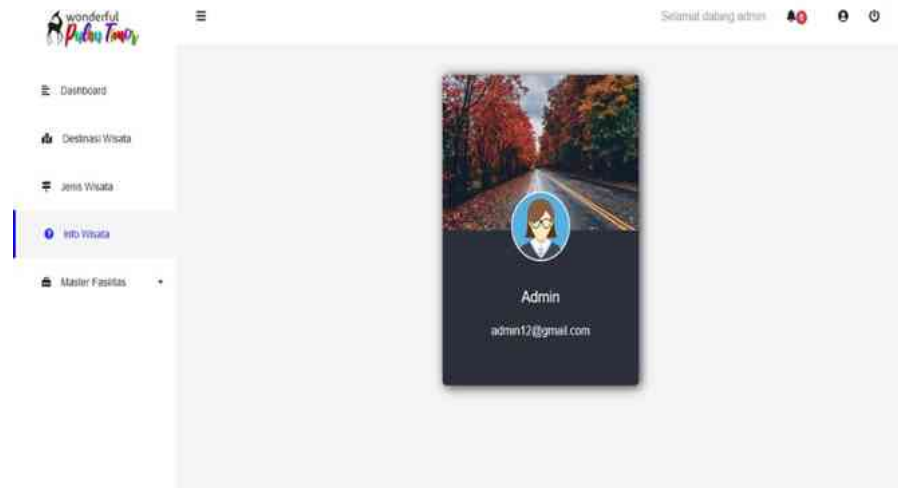 wonderful
Pulau Timor
Selamat datang admin
Dashboard
Destinasi Wisata
Jenis Wisata
Info Wisata
Master Fasilitas
Admin
admin12@gmail.com